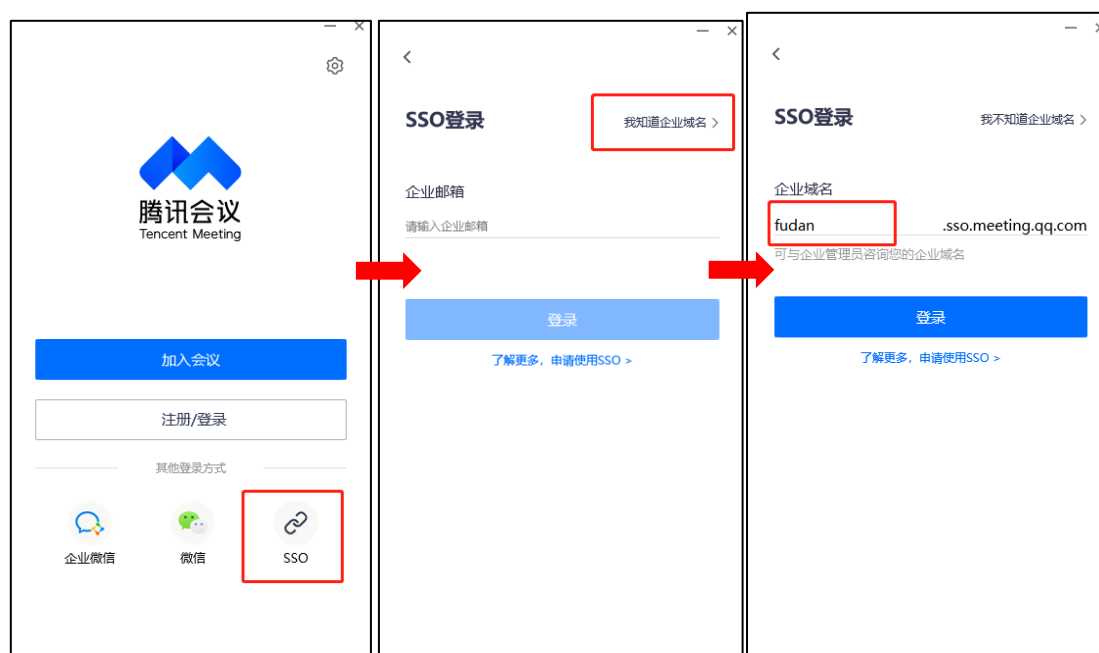 腾讯会议
Tencent Meeting
加入会议
注册/登录
其他登录方式
企业微信
微信
SSO
SSO登录
我知道企业域名 >
企业邮箱
请输入企业邮箱
登录
了解更多，申请使用SSO >
SSO登录
我不知道企业域名 >
企业域名
fudan .sso.meeting.qq.com
可与企业管理员咨询您的企业域名
登录
了解更多，申请使用SSO >